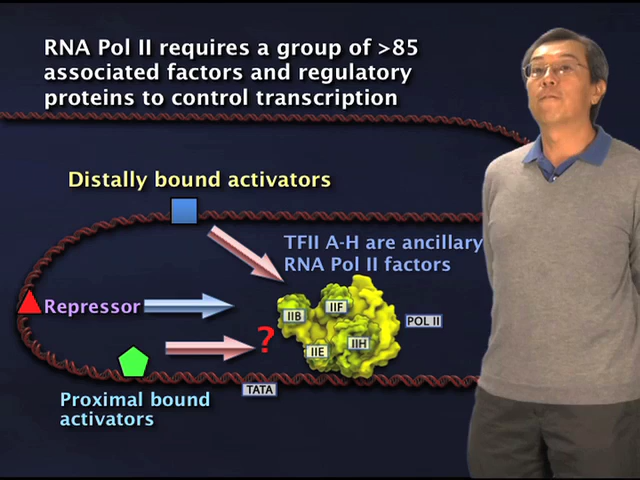 RNA Pol II requires a group of >85
associated factors and regulatory
proteins to control transcription
Distally bound activators
TFII A-H are ancillary
RNA Pol II factors
Repressor
IIB
IIF
POL II
?
IIE
IIH
TATA
Proximal bound
activators